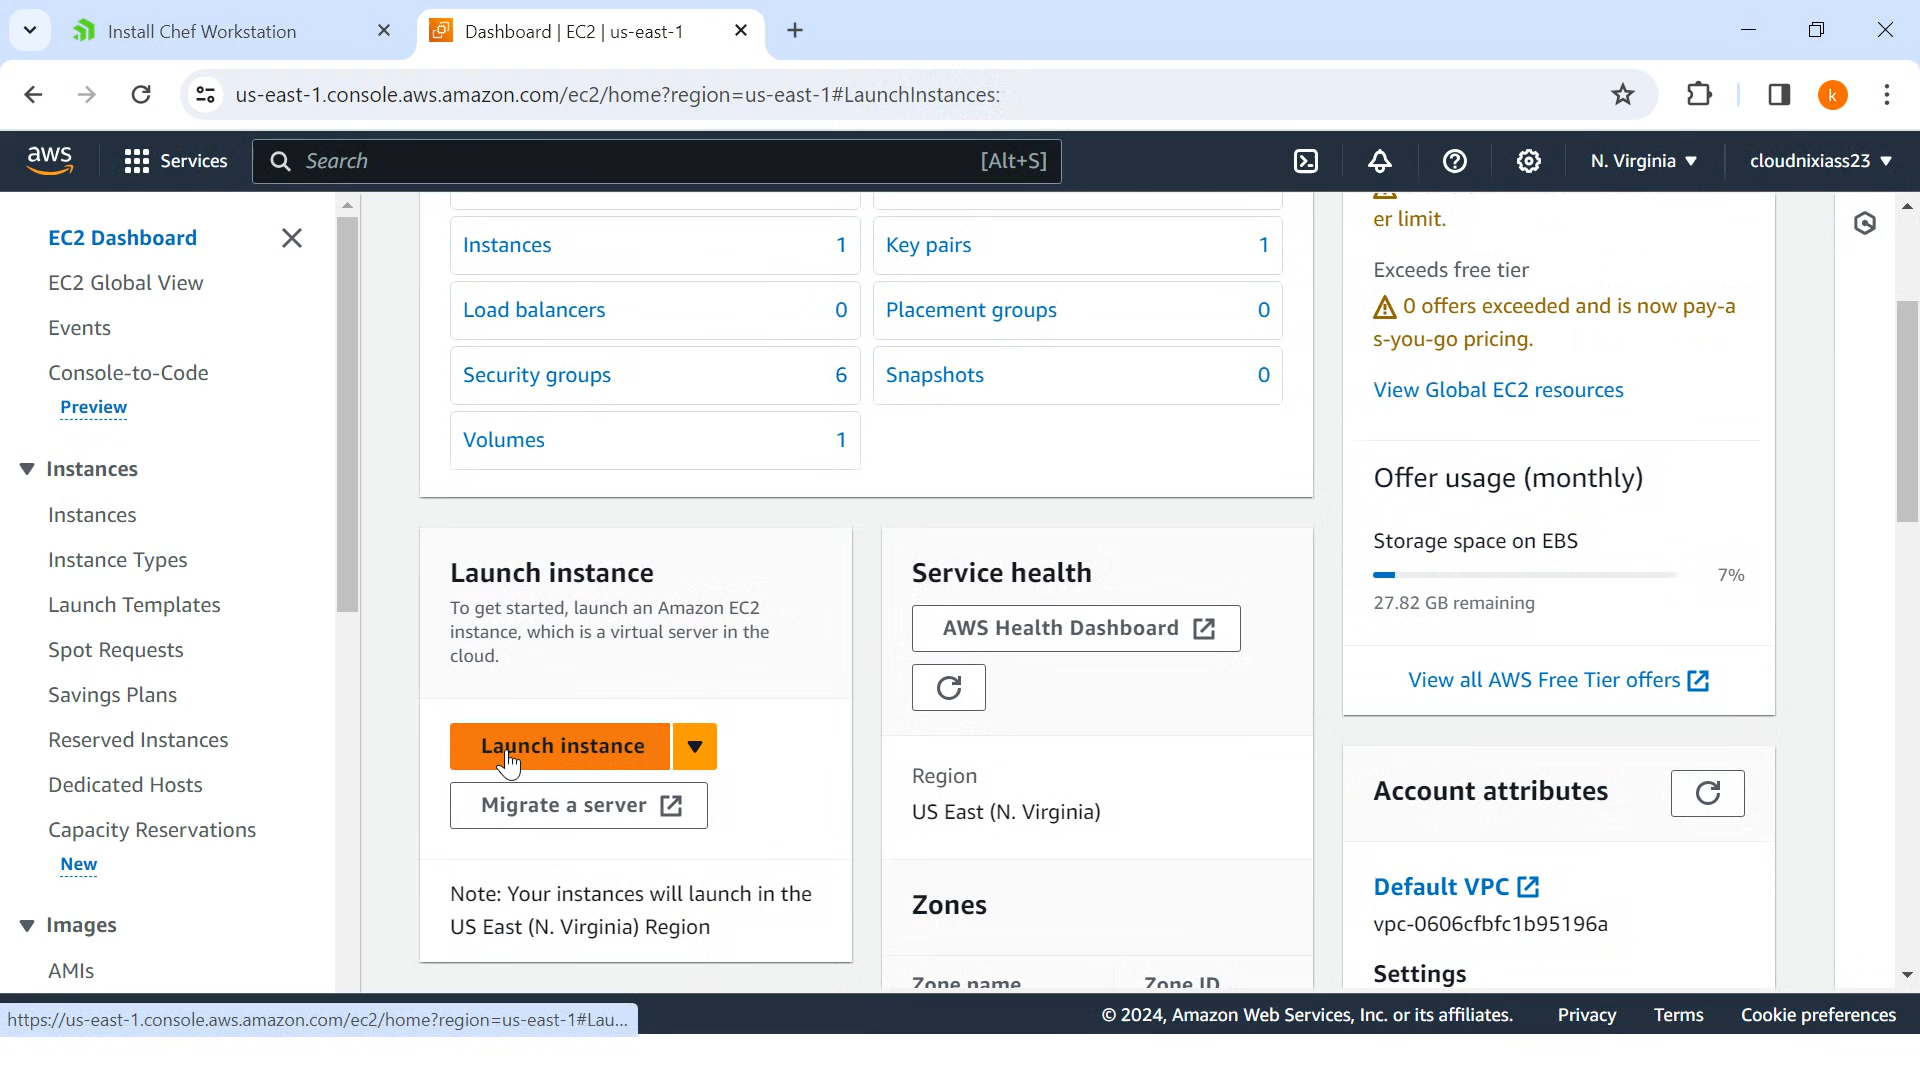 Install Chef Workstation
Dashboard | EC2 | us-east-1
us-east-1.console.aws.amazon.com/ec2/home?region=us-east-1#LaunchInstances:
k
aws
Services
Search
[Alt+S]
N. Virginia
cloudnixiass23
EC2 Dashboard
EC2 Global View
Events
Console-to-Code
Preview
Instances
Instances
Instance Types
Launch Templates
Spot Requests
Savings Plans
Reserved Instances
Dedicated Hosts
Capacity Reservations
New
Images
AMIs
Instances 1
Key pairs 1
Load balancers 0
Placement groups 0
Security groups 6
Snapshots 0
Volumes 1
Launch instance
To get started, launch an Amazon EC2
instance, which is a virtual server in the
cloud.
Launch instance
Migrate a server
Note: Your instances will launch in the
US East (N. Virginia) Region
Service health
AWS Health Dashboard
Region
US East (N. Virginia)
Zones
Zone name Zone ID
er limit.
Exceeds free tier
0 offers exceeded and is now pay-a
s-you-go pricing.
View Global EC2 resources
Offer usage (monthly)
Storage space on EBS
7%
27.82 GB remaining
View all AWS Free Tier offers
Account attributes
Default VPC
vpc-0606cfbfc1b95196a
Settings
https://us-east-1.console.aws.amazon.com/ec2/home?region=us-east-1#Lau...
© 2024, Amazon Web Services, Inc. or its affiliates.
Privacy
Terms
Cookie preferences